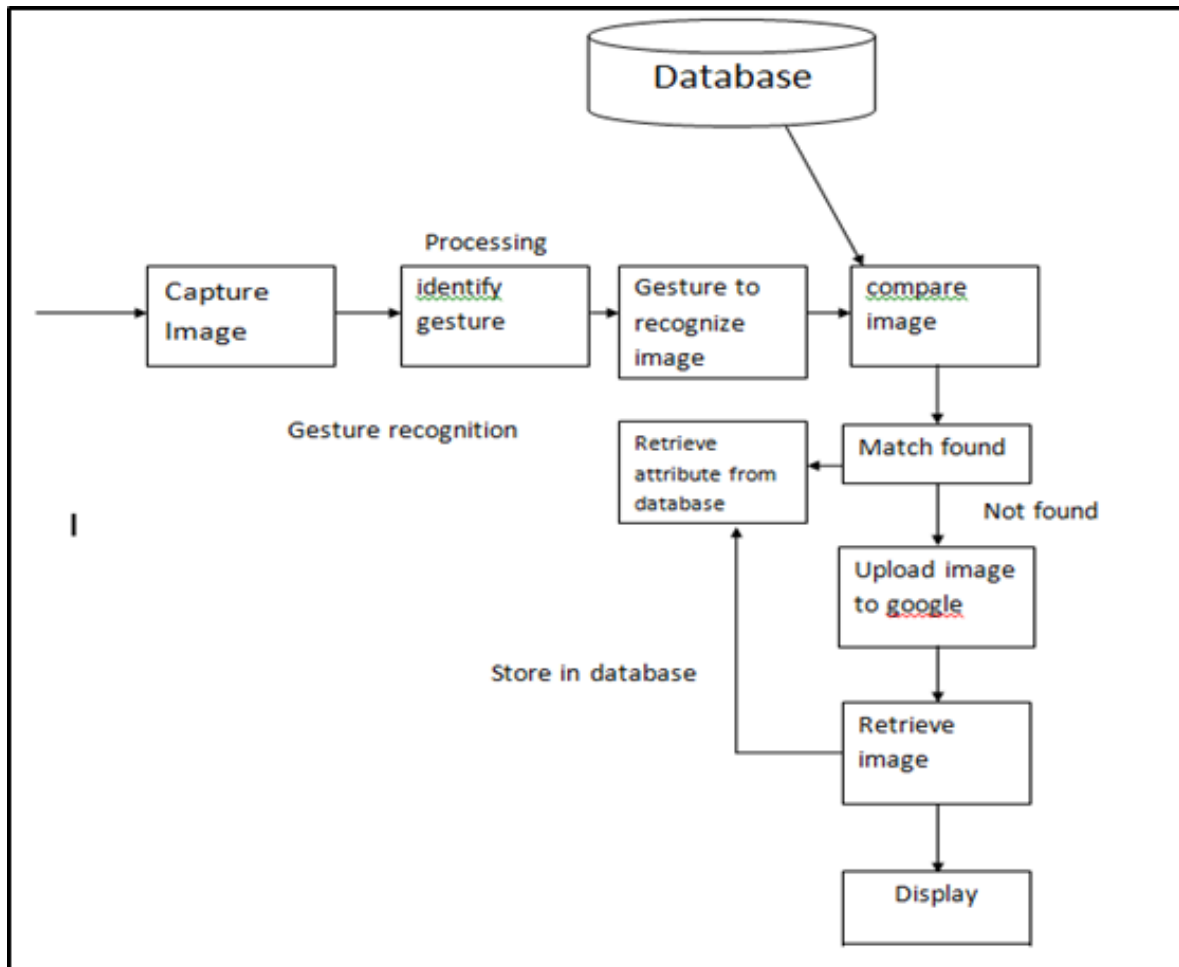 Database
Processing
Capture
Image
identify
gesture
Gesture to
recognize
image
compare
image
Gesture recognition
Retrieve
attribute from
database
Match found
Not found
Upload image
to google
Store in database
Retrieve
image
Display